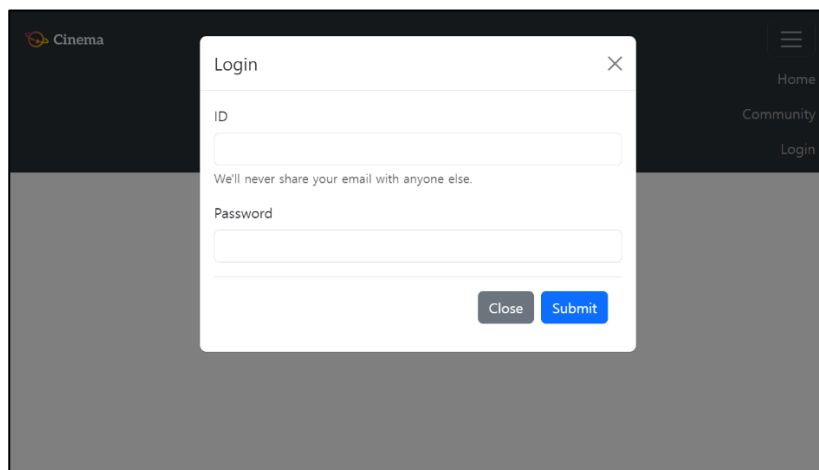 Cinema
Home
Community
Login
Login
ID
We'll never share your email with anyone else.
Password
Close Submit